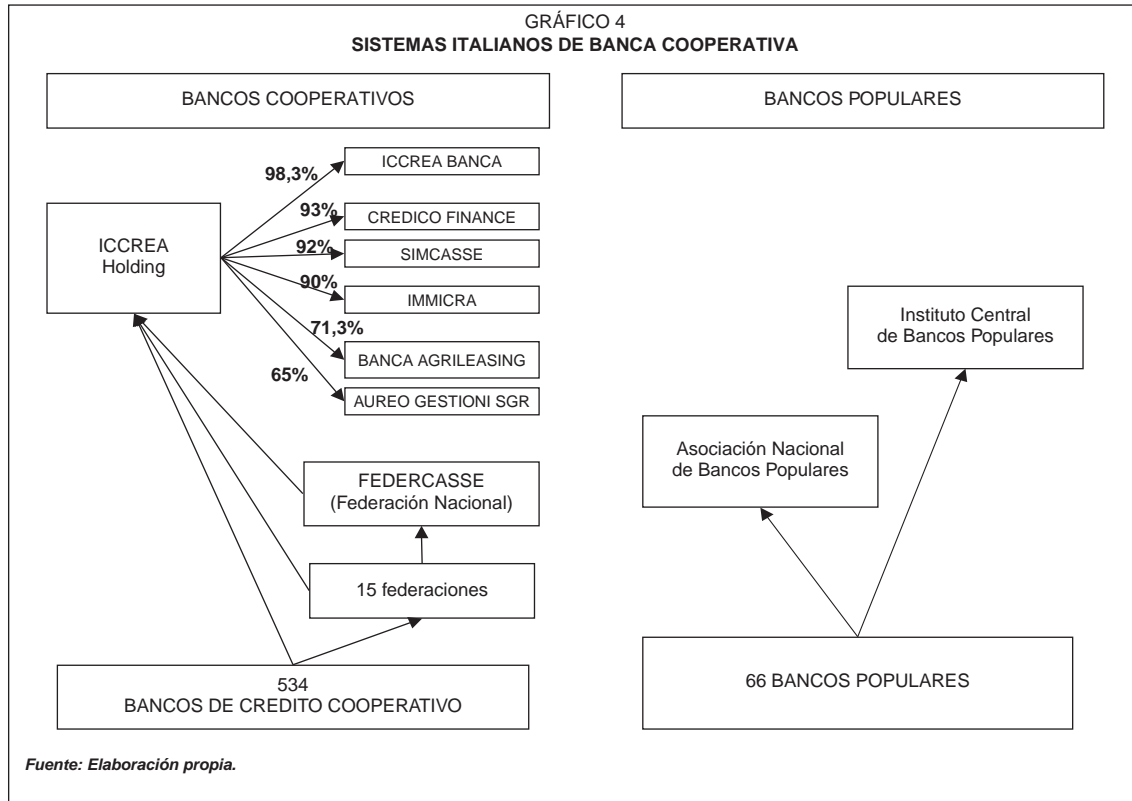 GRÁFICO 4
SISTEMAS ITALIANOS DE BANCA COOPERATIVA
BANCOS COOPERATIVOS
BANCOS POPULARES
ICCREA
Holding
98,3%
ICCREA BANCA
93%
CREDICO FINANCE
92%
SIMCASSE
90%
IMMICRA
71,3%
BANCA AGRILEASING
65%
AUREO GESTIONI SGR
FEDERCASSE
(Federación Nacional)
15 federaciones
534
BANCOS DE CREDITO COOPERATIVO
Instituto Central
de Bancos Populares
Asociación Nacional
de Bancos Populares
66 BANCOS POPULARES
Fuente: Elaboración propia.